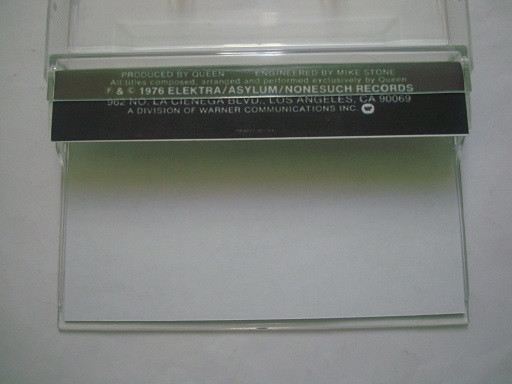 PRODUCED BY QUEEN ENGINEERED BY MIKE STONE
All titles composed, arranged and performed exclusively by Queen
℗ & © 1976 ELEKTRA/ASYLUM/NONESUCH RECORDS
962 NO. LA CIENEGA BLVD., LOS ANGELES, CA 90069
A DIVISION OF WARNER COMMUNICATIONS INC.